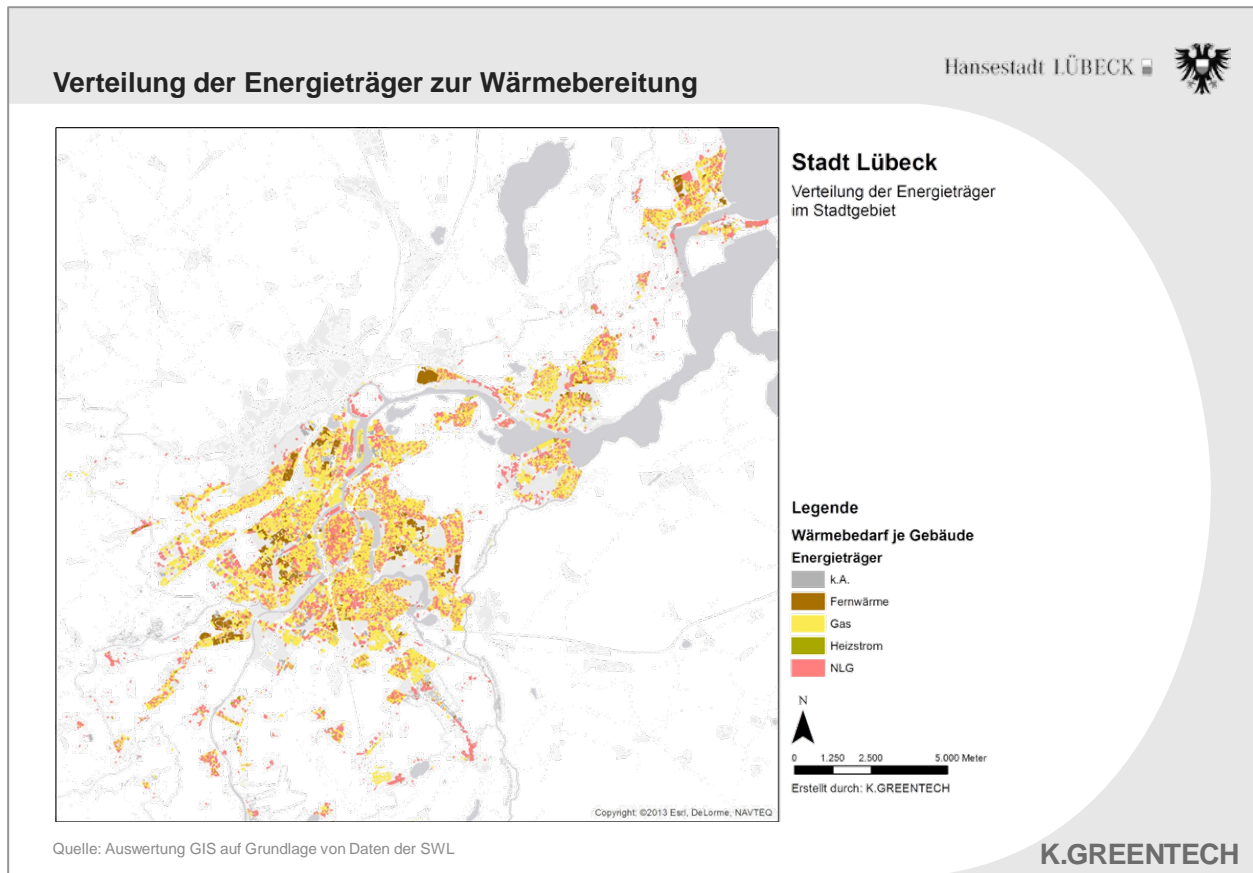 Verteilung der Energieträger zur Wärmebereitung
Hansestadt LÜBECK
Stadt Lübeck
Verteilung der Energieträger
im Stadtgebiet
Legende
Wärmebedarf je Gebäude
Energieträger
k.A.
Fernwärme
Gas
Heizstrom
NLG
N
0 1.250 2.500 5.000 Meter
Erstellt durch: K.GREENTECH
Copyright: ©2013 Esri, DeLorme, NAVTEQ
Quelle: Auswertung GIS auf Grundlage von Daten der SWL
K.GREENTECH